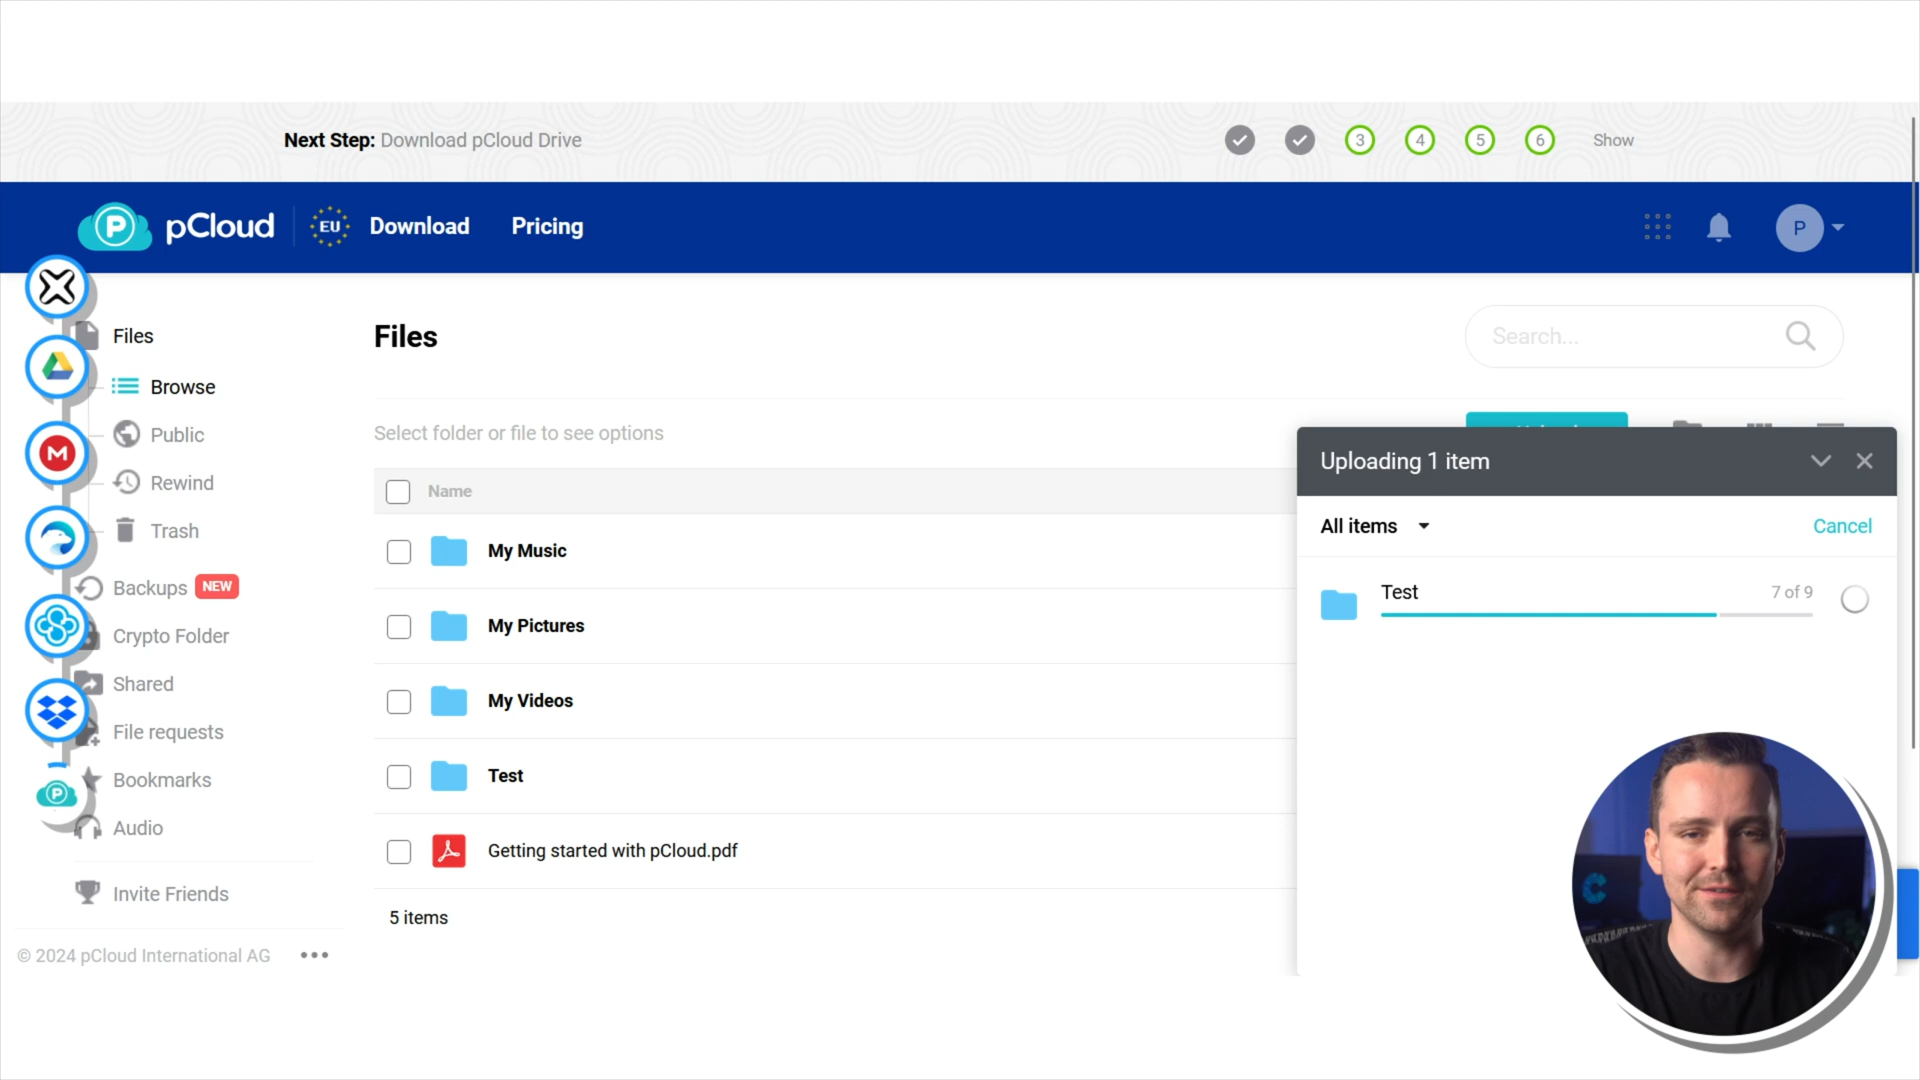 Next Step: Download pCloud Drive
3 4 5 6 Show
P pCloud EU Download Pricing P
Files
Browse
Public
Rewind
Trash
Backups NEW
Crypto Folder
Shared
File requests
Bookmarks
Audio
Invite Friends
© 2024 pCloud International AG
Files
Search...
Select folder or file to see options
Name
My Music
My Pictures
My Videos
Test
Getting started with pCloud.pdf
5 items
Uploading 1 item
All items Cancel
Test 7 of 9
M
P